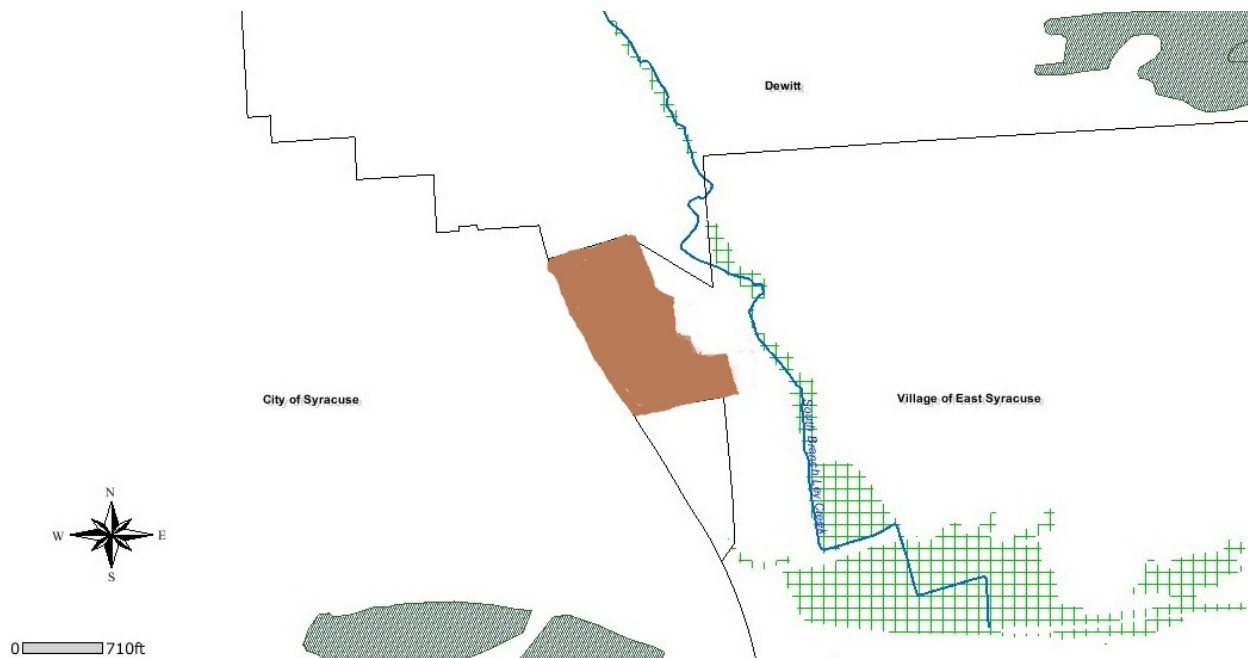 Dewitt
City of Syracuse
Village of East Syracuse
South Branch Ley Creek
N
W E
S
0 710ft